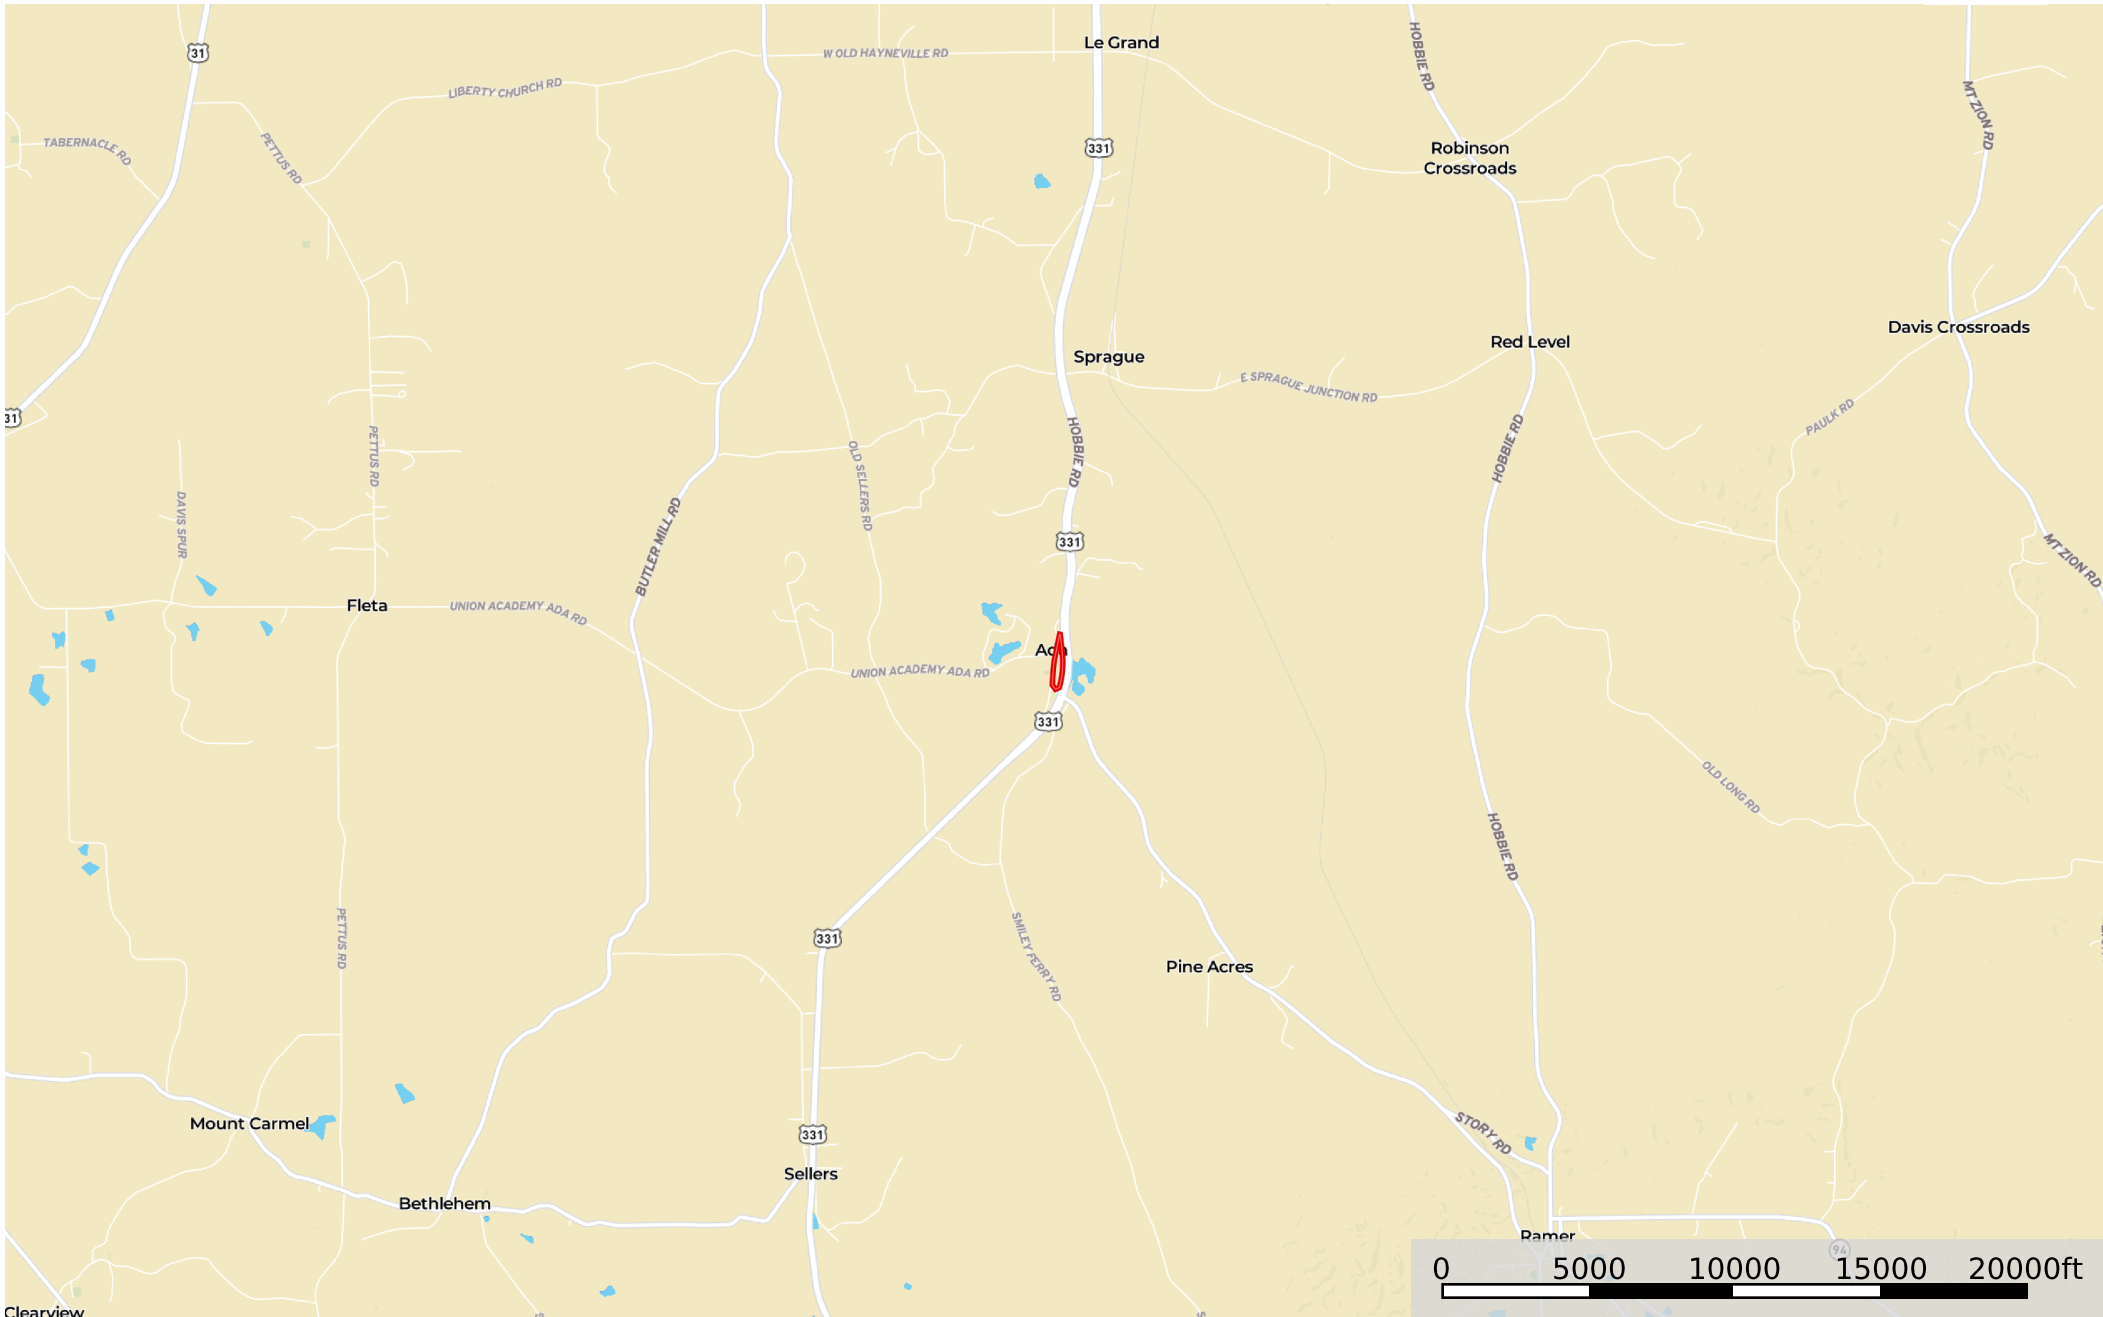 Le Grand
31
W OLD HAYNEVILLE RD
HOBBIE RD
LIBERTY CHURCH RD
MT ZION RD
TABERNACLE RD
PETTUS RD
331
Robinson
Crossroads
Davis Crossroads
Red Level
Sprague
E SPRAGUE JUNCTION RD
31
PAULK RD
HOBBIE RD
HOBBIE RD
PETTUS RD
OLD SELLERS RD
DAVIS SPUR
BUTLER MILL RD
331
MT ZION RD
Fleta
UNION ACADEMY ADA RD
Ada
UNION ACADEMY ADA RD
331
OLD LONG RD
HOBBIE RD
PETTUS RD
331
SMILEY FERRY RD
Pine Acres
Mount Carmel
331
STORY RD
Sellers
Bethlehem
Ramer
94
0 5000 10000 15000 20000ft
Clearview